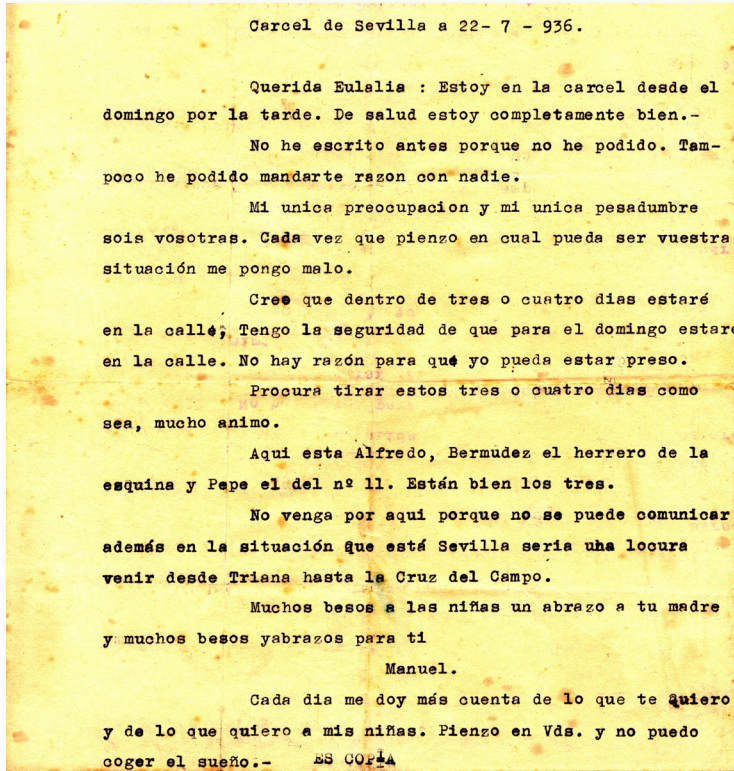 Carcel de Sevilla a 22- 7 - 936.
Querida Eulalia : Estoy en la carcel desde el
domingo por la tarde. De salud estoy completamente bien.-
No he escrito antes porque no he podido. Tam-
poco he podido mandarte razon con nadie.
Mi unica preocupacion y mi unica pesadumbre
sois vosotras. Cada vez que pienzo en cual pueda ser vuestra
situación me pongo malo.
Creo que dentro de tres o cuatro dias estaré
en la calle, Tengo la seguridad de que para el domingo estaré
en la calle. No hay razón para que yo pueda estar preso.
Procura tirar estos tres o cuatro dias como
sea, mucho animo.
Aqui esta Alfredo, Bermudez el herrero de la
esquina y Pepe el del nº 11. Están bien los tres.
No venga por aqui porque no se puede comunicar
además en la situación que está Sevilla seria una locura
venir desde Triana hasta la Cruz del Campo.
Muchos besos a las niñas un abrazo a tu madre
y muchos besos yabrazos para ti
Manuel.
Cada dia me doy más cuenta de lo que te quiero
y de lo que quiero a mis niñas. Pienzo en Vds. y no puedo
coger el sueño.- ES COPIA